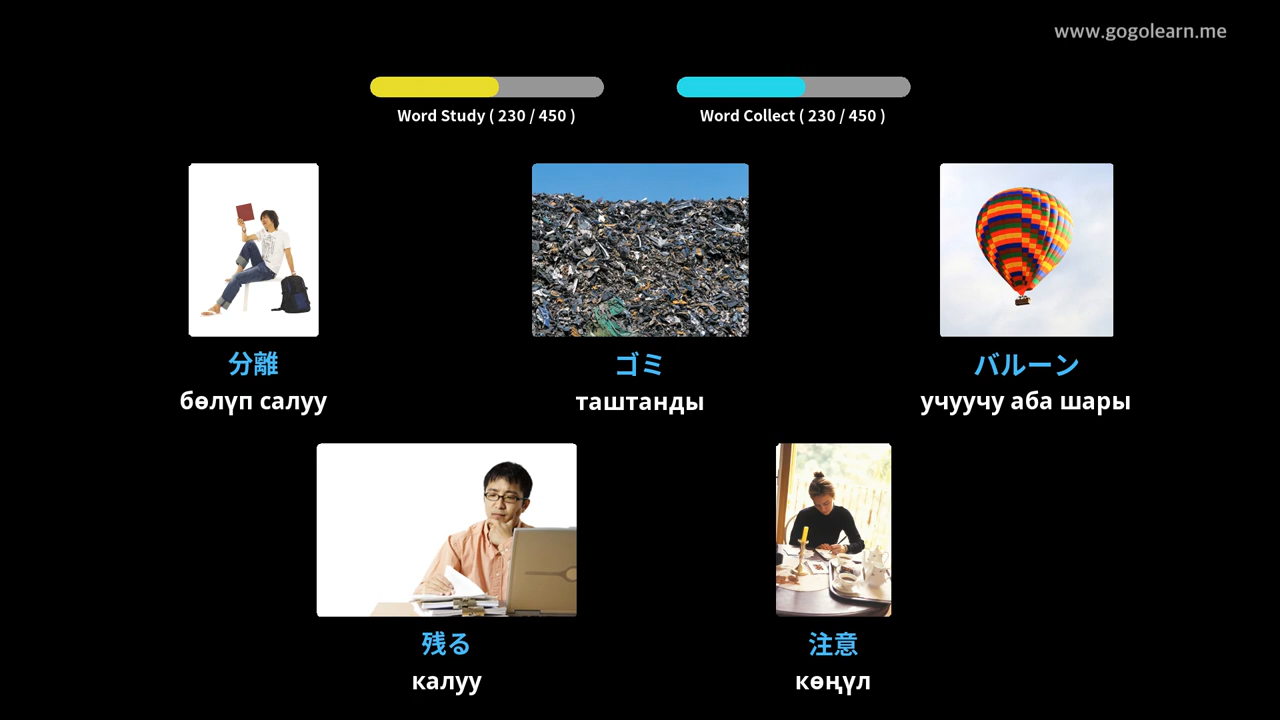 www.gogolearn.me
Word Study ( 230 / 450 )
Word Collect ( 230 / 450 )
分離
бөлүп салуу
ゴミ
таштанды
バルーン
учуучу аба шары
残る
калуу
注意
көңүл